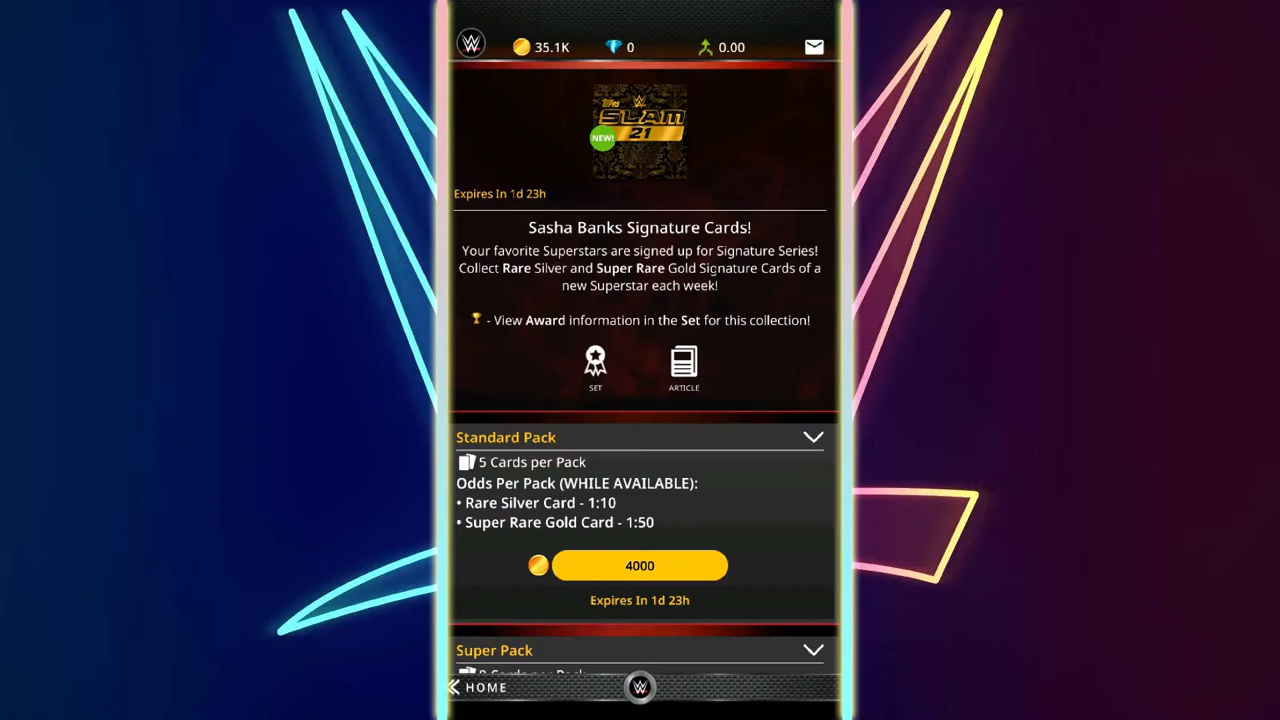 35.1K 0 0.00
TOPPS
SLAM
21
NEW!
Expires In 1d 23h
Sasha Banks Signature Cards!
Your favorite Superstars are signed up for Signature Series!
Collect Rare Silver and Super Rare Gold Signature Cards of a
new Superstar each week!
- View Award information in the Set for this collection!
SET ARTICLE
Standard Pack
5 Cards per Pack
Odds Per Pack (WHILE AVAILABLE):
• Rare Silver Card - 1:10
• Super Rare Gold Card - 1:50
4000
Expires In 1d 23h
Super Pack
HOME